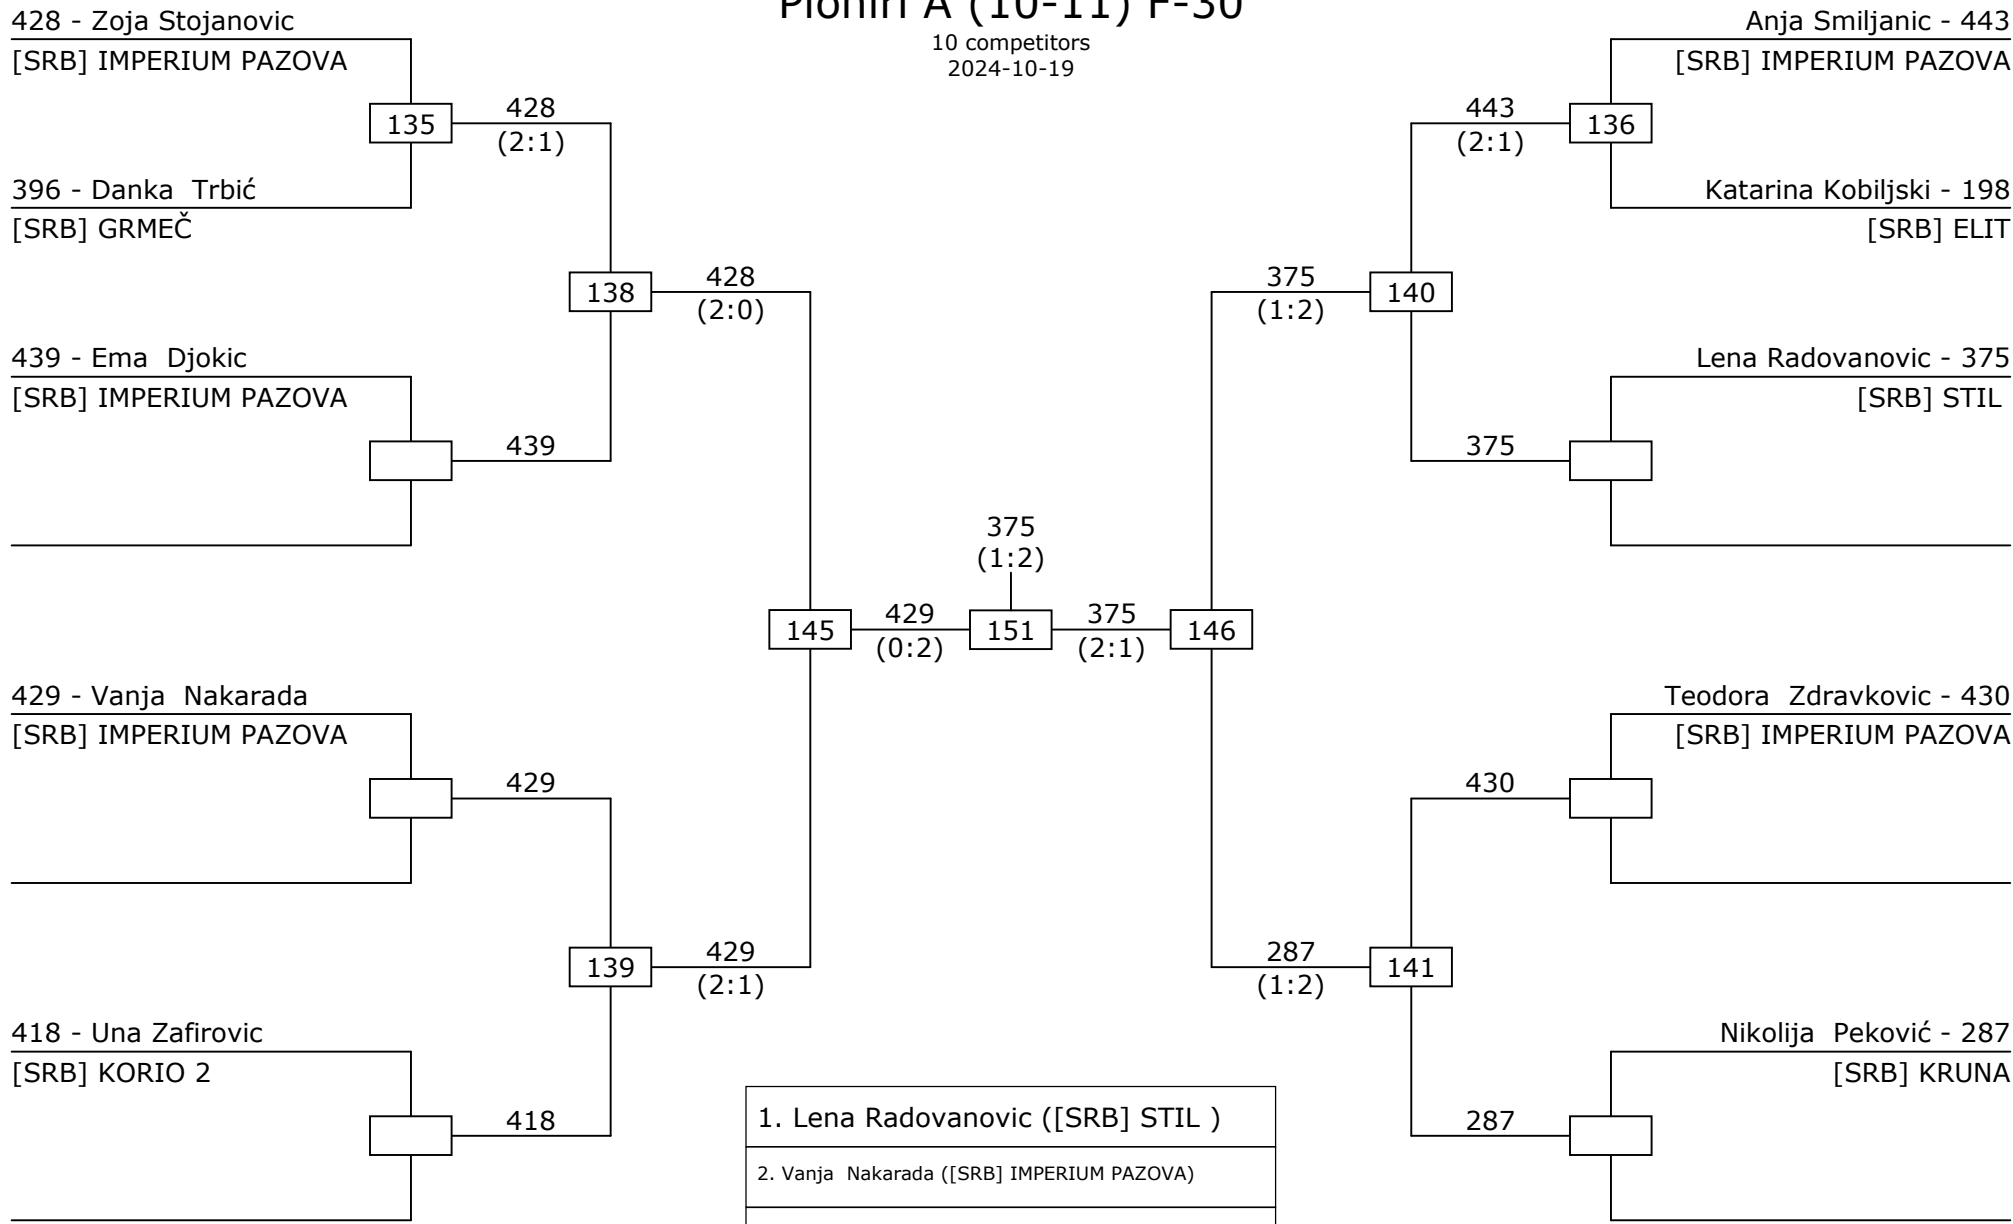 Pioniri A (10-11) F-30
10 competitors
2024-10-19
428 - Zoja Stojanovic
[SRB] IMPERIUM PAZOVA
135
428
(2:1)
396 - Danka  Trbić
[SRB] GRMEČ
138
428
(2:0)
439 - Ema  Djokic
[SRB] IMPERIUM PAZOVA
439
145
429
(0:2)
429 - Vanja  Nakarada
[SRB] IMPERIUM PAZOVA
429
139
429
(2:1)
418 - Una Zafirovic
[SRB] KORIO 2
418
375
(1:2)
151
Anja Smiljanic - 443
[SRB] IMPERIUM PAZOVA
443
(2:1)
136
Katarina Kobiljski - 198
[SRB] ELIT
375
(1:2)
140
Lena Radovanovic - 375
[SRB] STIL
375
375
(2:1)
146
Teodora  Zdravkovic - 430
[SRB] IMPERIUM PAZOVA
430
287
(1:2)
141
Nikolija  Peković - 287
[SRB] KRUNA
287
1. Lena Radovanovic ([SRB] STIL )
2. Vanja  Nakarada ([SRB] IMPERIUM PAZOVA)